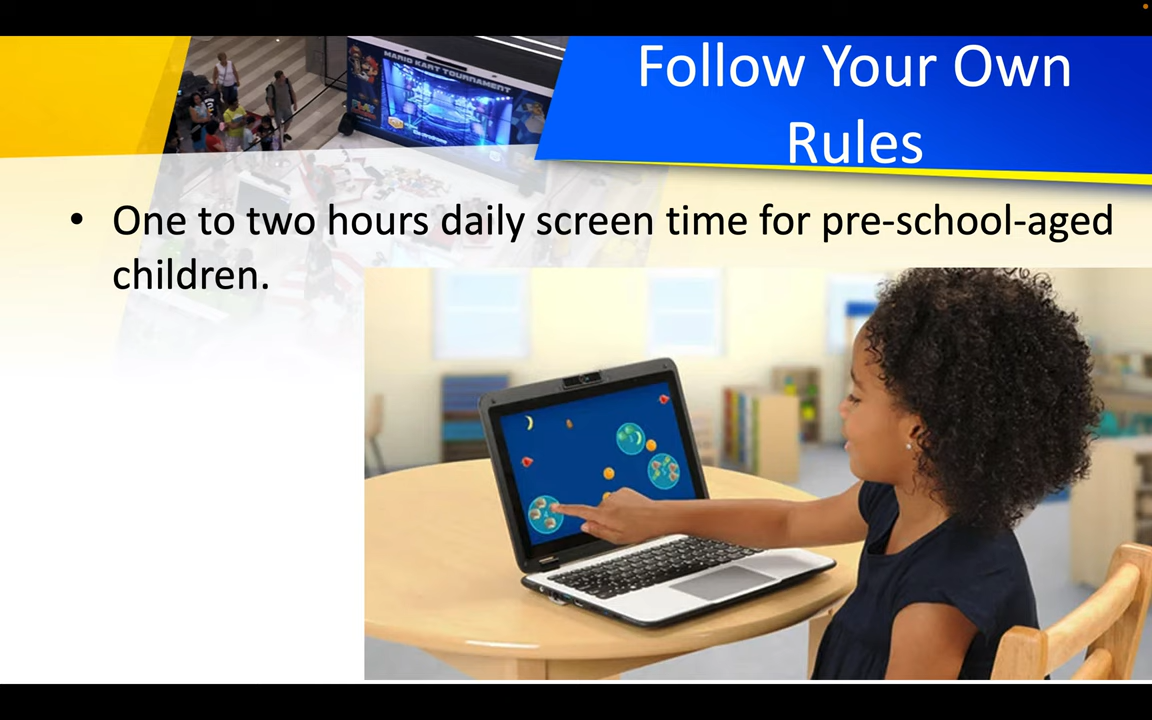 MARIO KART TOURNAMENT
Follow Your Own
Rules
• One to two hours daily screen time for pre-school-aged
children.